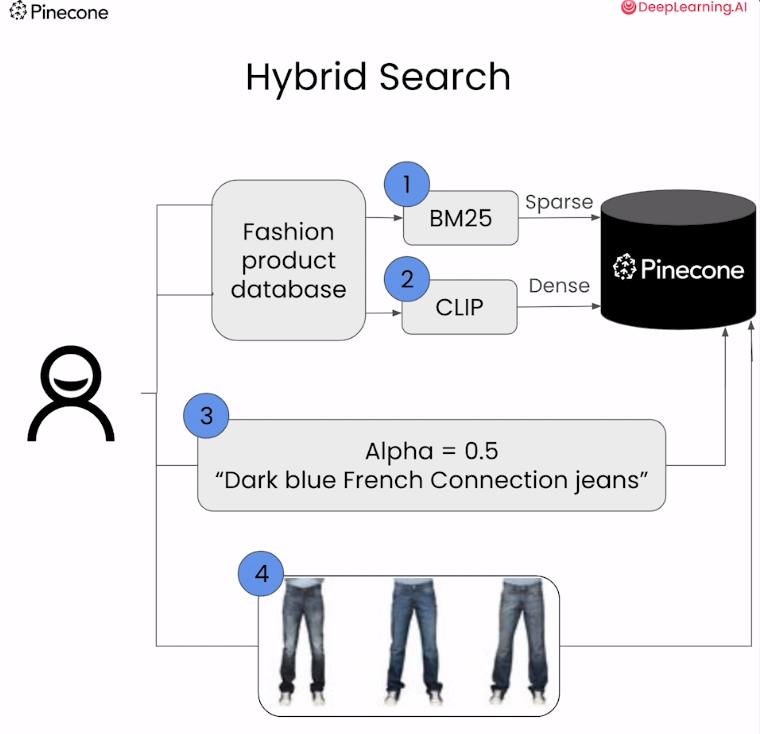 Pinecone
DeepLearning.AI
Hybrid Search
1
BM25
Sparse
Fashion
product
database
Pinecone
2
CLIP
Dense
3
Alpha = 0.5
“Dark blue French Connection jeans”
4